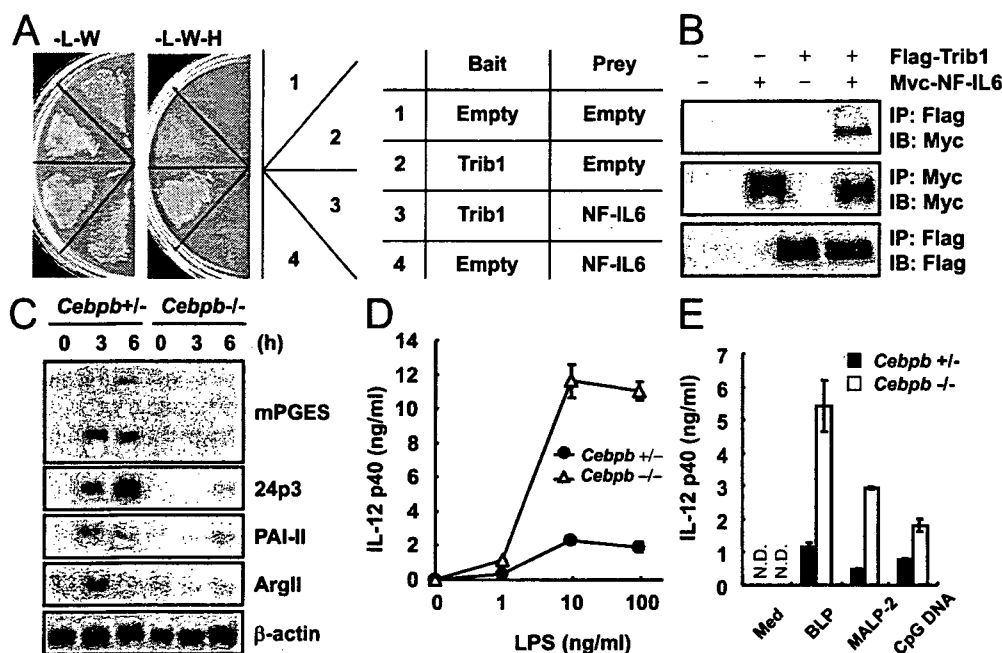 A
-L-W
-L-W-H
1
2
3
4
Bait Prey
1 Empty Empty
2 Trib1 Empty
3 Trib1 NF-IL6
4 Empty NF-IL6
B
– – + + Flag-Trib1
– + – + Myc-NF-IL6
IP: Flag
IB: Myc
IP: Myc
IB: Myc
IP: Flag
IB: Flag
C
Cebpb+/- Cebpb-/-
0 3 6 0 3 6 (h)
mPGES
24p3
PAI-II
ArgII
β-actin
D
IL-12 p40 (ng/ml)
14
12
10
8
6
4
2
0
Cebpb +/–
Cebpb –/–
0 1 10 100
LPS (ng/ml)
E
IL-12 p40 (ng/ml)
7
6
5
4
3
2
1
0
Cebpb +/-
Cebpb -/-
N.D.
N.D.
Med
BLP
MALP-2
CpG DNA